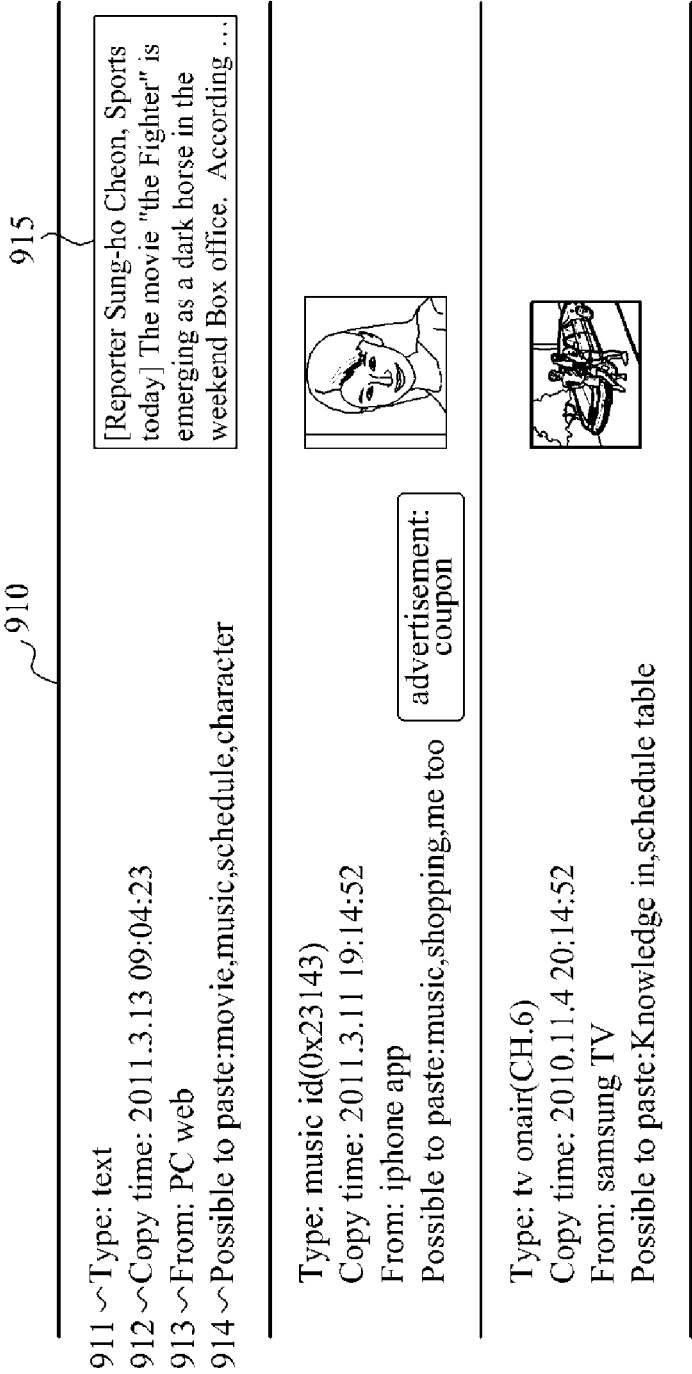 910
915
911 Type: text
912 Copy time: 2011.3.13 09:04:23
913 From: PC web
914 Possible to paste:movie,music,schedule,character
[Reporter Sung-ho Cheon, Sports
today] The movie "the Fighter" is
emerging as a dark horse in the
weekend Box office. According ...
Type: music id(0x23143)
Copy time: 2011.3.11 19:14:52
From: iphone app
Possible to paste:music,shopping,me too
advertisement:
coupon
Type: tv onair(CH.6)
Copy time: 2010.11.4 20:14:52
From: samsung TV
Possible to paste:Knowledge in,schedule table